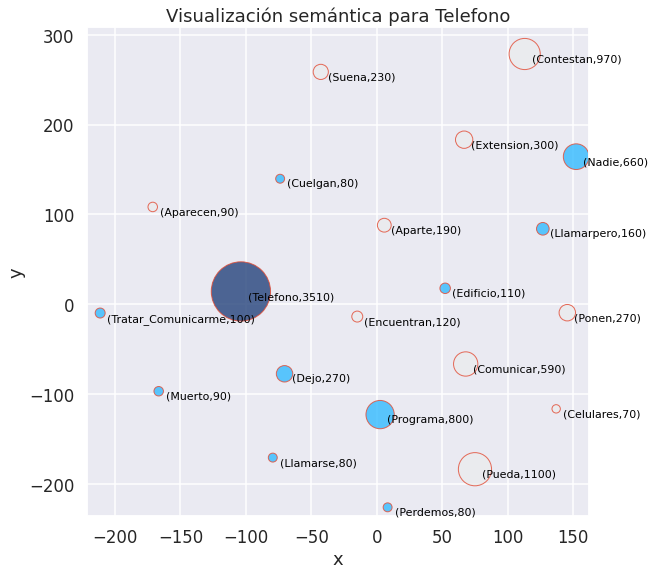 Visualización semántica para Telefono
300
200
100
0
−100
−200
y
(Contestan,970)
(Suena,230)
(Extension,300)
(Nadie,660)
(Cuelgan,80)
(Aparecen,90)
(Aparte,190)
(Llamarpero,160)
(Telefono,3510)
(Edificio,110)
(Tratar_Comunicarme,100)
(Encuentran,120)
(Ponen,270)
(Dejo,270)
(Comunicar,590)
(Muerto,90)
(Programa,800)
(Celulares,70)
(Llamarse,80)
(Pueda,1100)
(Perdemos,80)
−200 −150 −100 −50 0 50 100 150
x